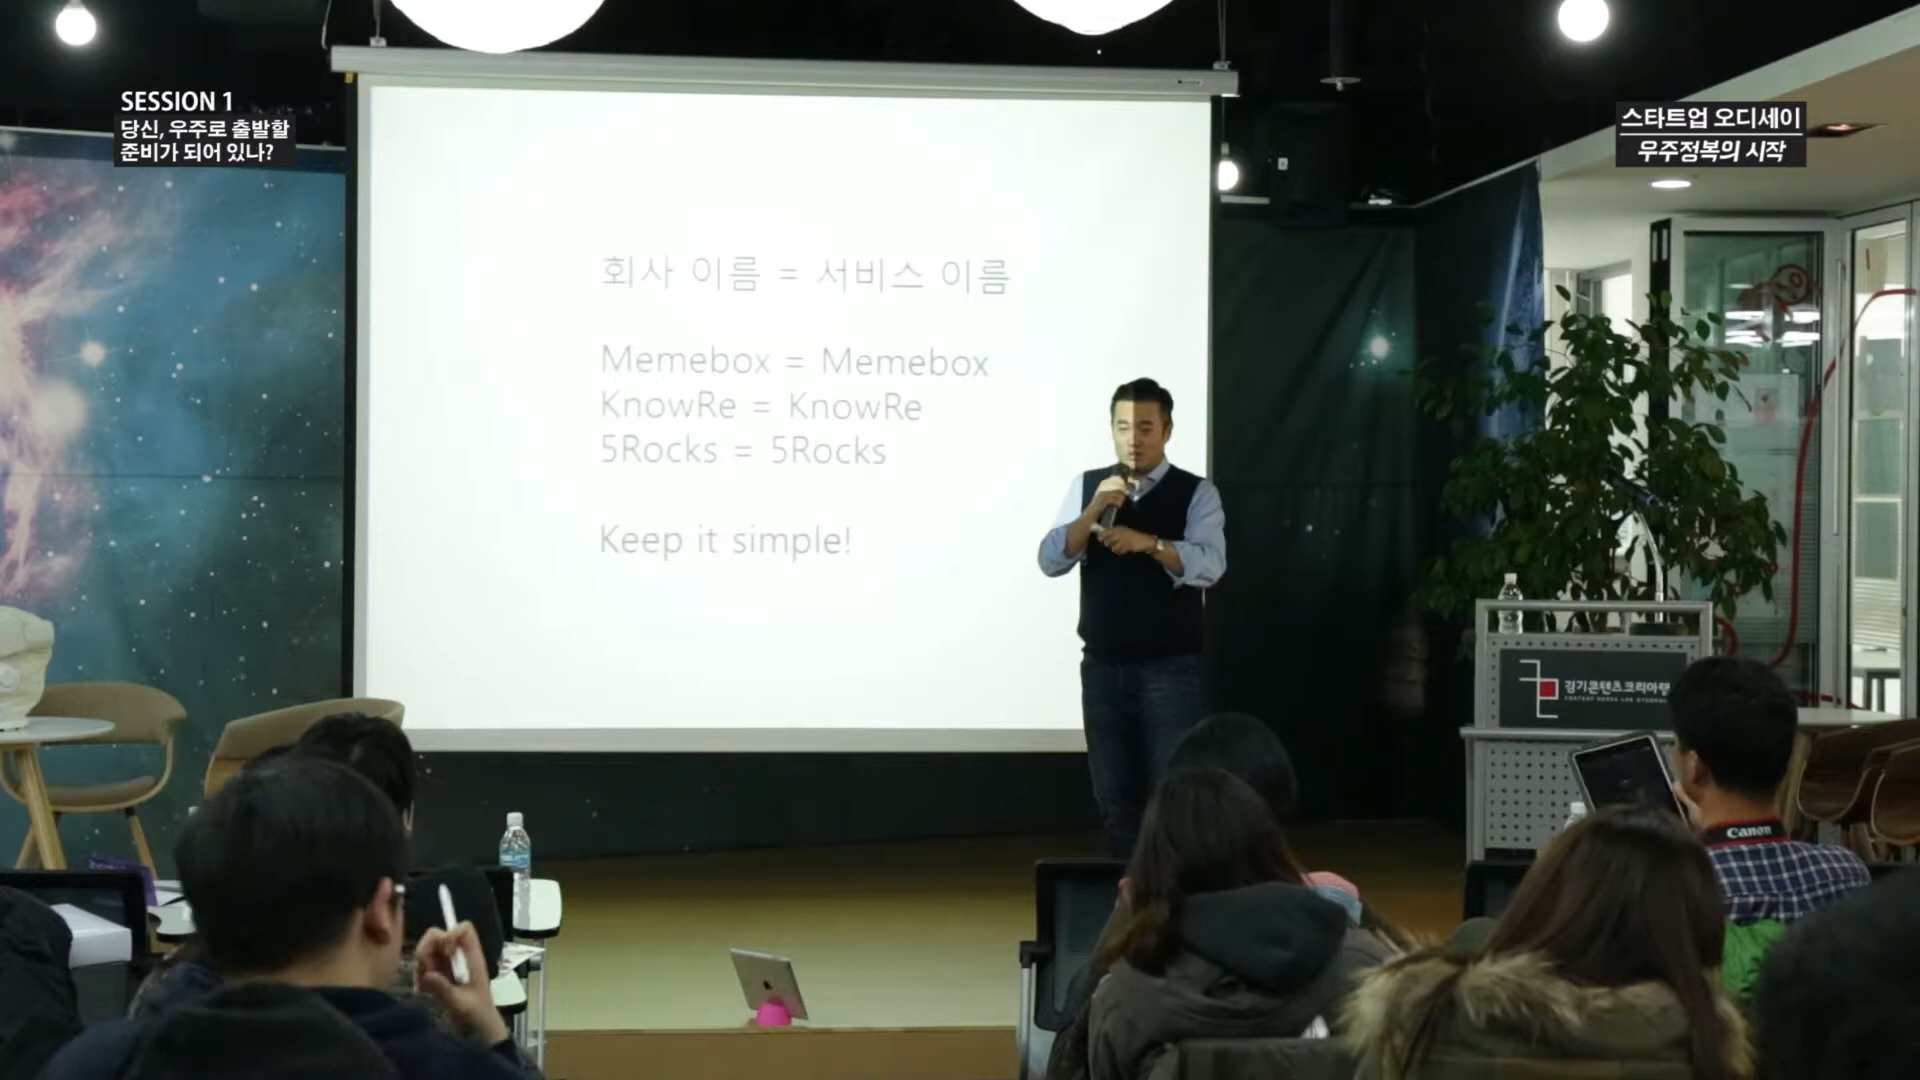 SESSION 1
당신, 우주로 출발할
준비가 되어 있나?
스타트업 오디세이
우주정복의 시작
회사 이름 = 서비스 이름
Memebox = Memebox
KnowRe = KnowRe
5Rocks = 5Rocks
Keep it simple!
경기콘텐츠코리아랩
Canon